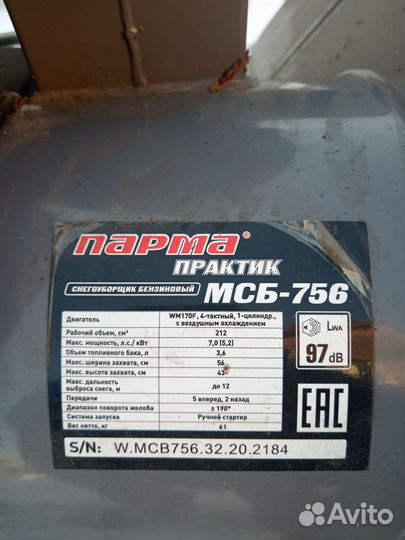 ПАРМА®
ПРАКТИК
СНЕГОУБОРЩИК БЕНЗИНОВЫЙ МСБ-756
Двигатель WM170F, 4-тактный, 1-цилиндр., с воздушным охлаждением
Рабочий объем, см³ 212
Макс. мощность, л.с./ кВт 7,0 (5,2)
Объем топливного бака, л 3,6
Макс. ширина захвата, см 56
Макс. высота захвата, см 43
Макс. дальность выброса снега, м до 12
Передачи 5 вперед, 2 назад
Диапазон поворота желоба ± 190°
Система запуска Ручной стартер
Вес нетто, кг 61
LWA
97 dB
EAC
S/N: W.MCB756.32.20.2184
Avito